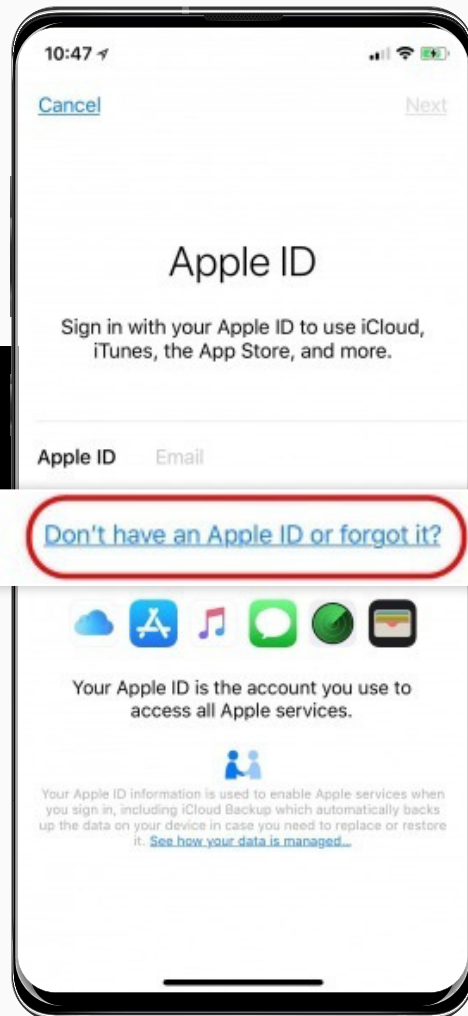 10:47
Cancel
Next
Apple ID
Sign in with your Apple ID to use iCloud,
iTunes, the App Store, and more.
Apple ID Email
Don't have an Apple ID or forgot it?
Your Apple ID is the account you use to
access all Apple services.
Your Apple ID information is used to enable Apple services when
you sign in, including iCloud Backup which automatically backs
up the data on your device in case you need to replace or restore
it. See how your data is managed...